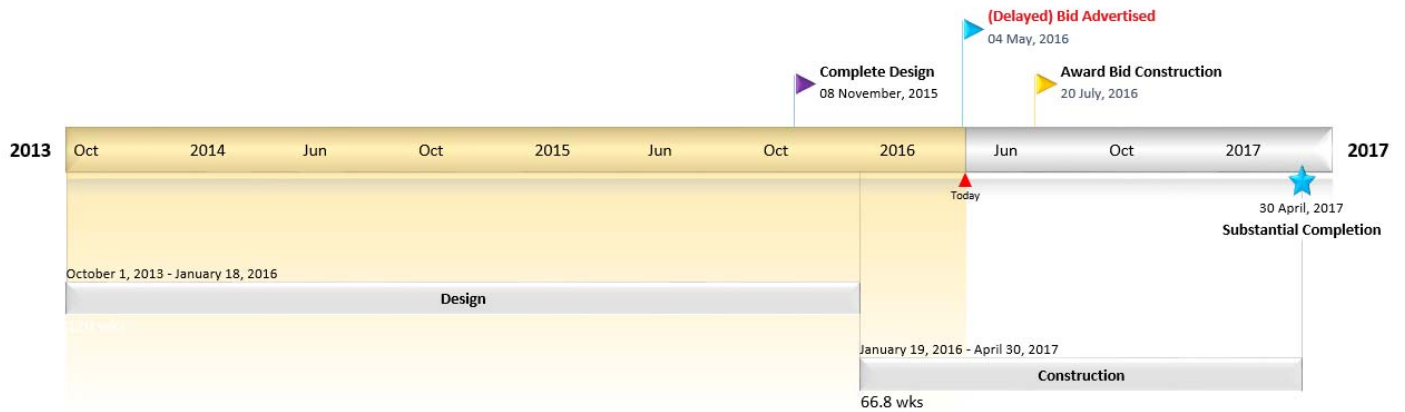 (Delayed) Bid Advertised
04 May, 2016
Complete Design
08 November, 2015
Award Bid Construction
20 July, 2016
2013 Oct 2014 Jun Oct 2015 Jun Oct 2016 Jun Oct 2017 2017
Today
30 April, 2017
Substantial Completion
October 1, 2013 - January 18, 2016
Design
wks
January 19, 2016 - April 30, 2017
Construction
66.8 wks